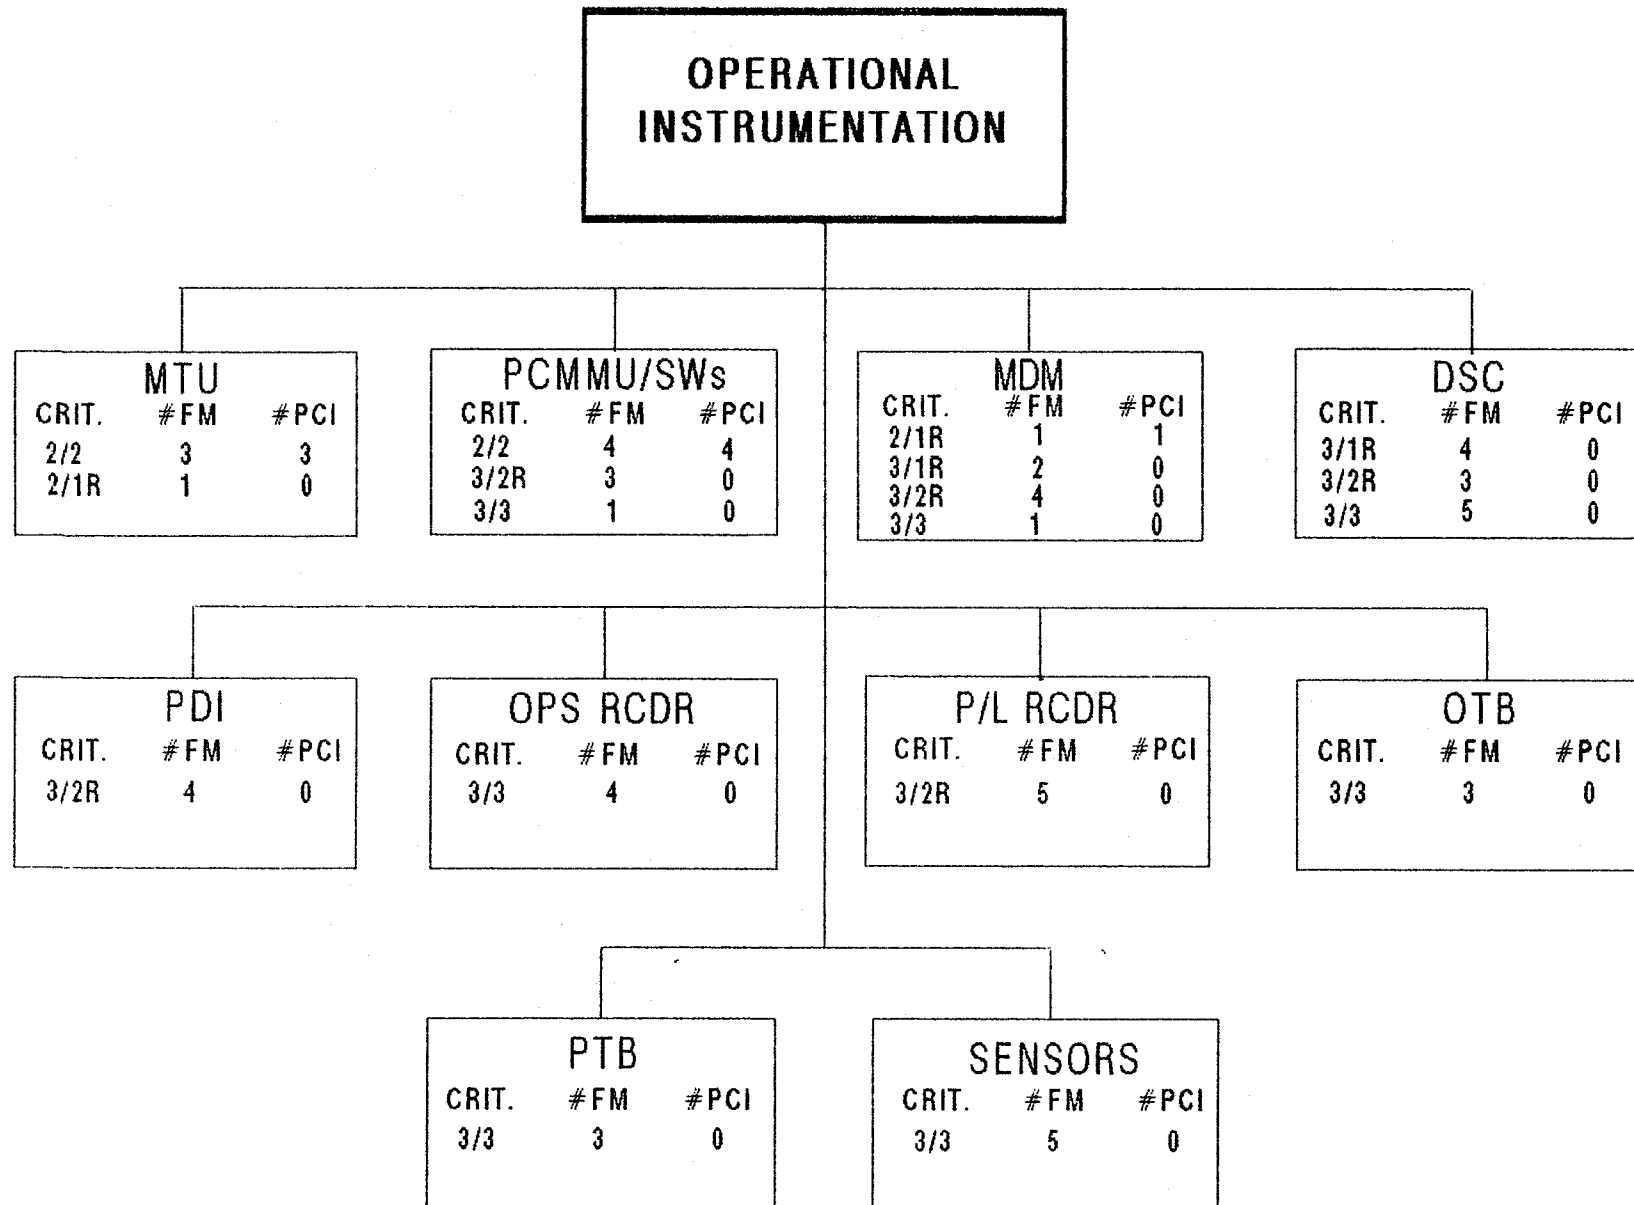 OPERATIONAL
INSTRUMENTATION
MTU
CRIT. #FM #PCI
2/2 3 3
2/1R 1 0
PCMMU/SWs
CRIT. #FM #PCI
2/2 4 4
3/2R 3 0
3/3 1 0
MDM
CRIT. #FM #PCI
2/1R 1 1
3/1R 2 0
3/2R 4 0
3/3 1 0
DSC
CRIT. #FM #PCI
3/1R 4 0
3/2R 3 0
3/3 5 0
PDI
CRIT. #FM #PCI
3/2R 4 0
OPS RCDR
CRIT. #FM #PCI
3/3 4 0
P/L RCDR
CRIT. #FM #PCI
3/2R 5 0
OTB
CRIT. #FM #PCI
3/3 3 0
PTB
CRIT. #FM #PCI
3/3 3 0
SENSORS
CRIT. #FM #PCI
3/3 5 0